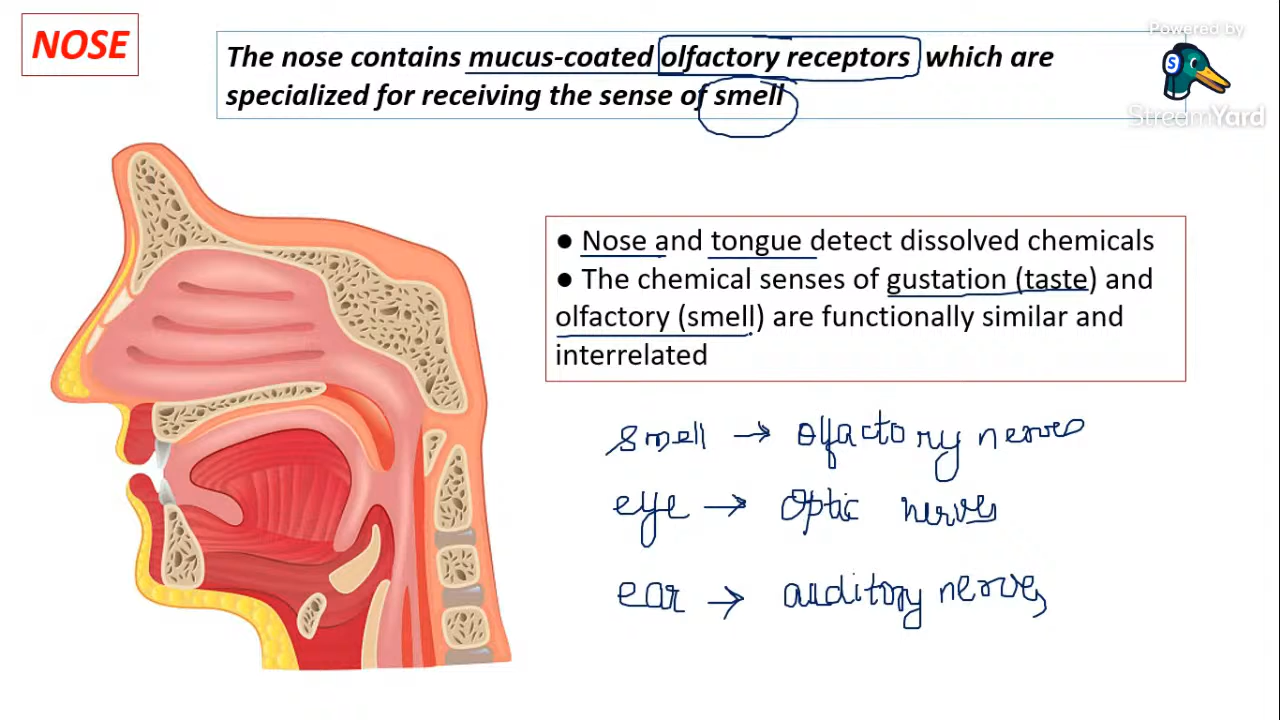 NOSE
The nose contains mucus-coated olfactory receptors which are
specialized for receiving the sense of smell
Powered by
S
StreamYard
● Nose and tongue detect dissolved chemicals
● The chemical senses of gustation (taste) and
olfactory (smell) are functionally similar and
interrelated
smell → olfactory nerves
eye → optic nerves
ear → auditory nerves